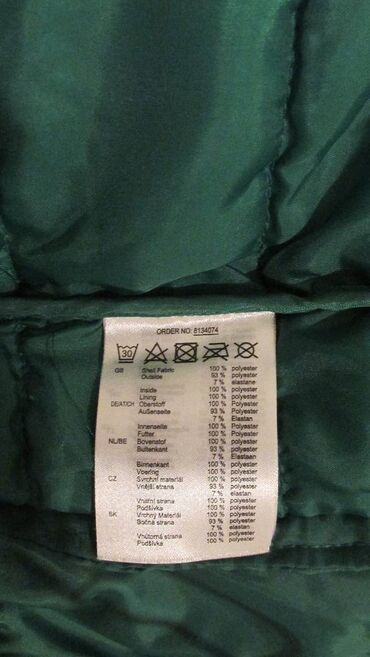 ORDER NO: 8134074
30
GB Shell Fabric 100 % polyester
Outside 93 % polyester
7 % elastane
Inside 100 % polyester
Lining 100 % polyester
DE/AT/CH Oberstoff 100 % Polyester
Außenseite 93 % Polyester
7 % Elastan
Innenseite 100 % Polyester
Futter 100 % Polyester
NL/BE Bovenstof 100 % Polyester
Buitenkant 93 % Polyester
7 % Elastaan
Binnenkant 100 % Polyester
Voering 100 % Polyester
CZ Svrchní materiál 100 % polyester
Vnější strana 93 % polyester
7 % elastan
Vnitřní strana 100 % polyester
Podšívka 100 % polyester
SK Vrchný Materiál 100 % polyester
Bočná strana 93 % polyester
7 % elastan
Vnútorná strana 100 % polyester
Podšívka 100 % polyester